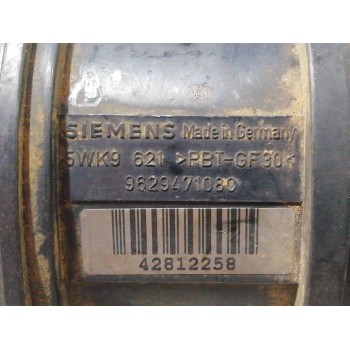 SIEMENS Made in Germany
5WK9 621 >PBT-GF30<
9629471080
42812258